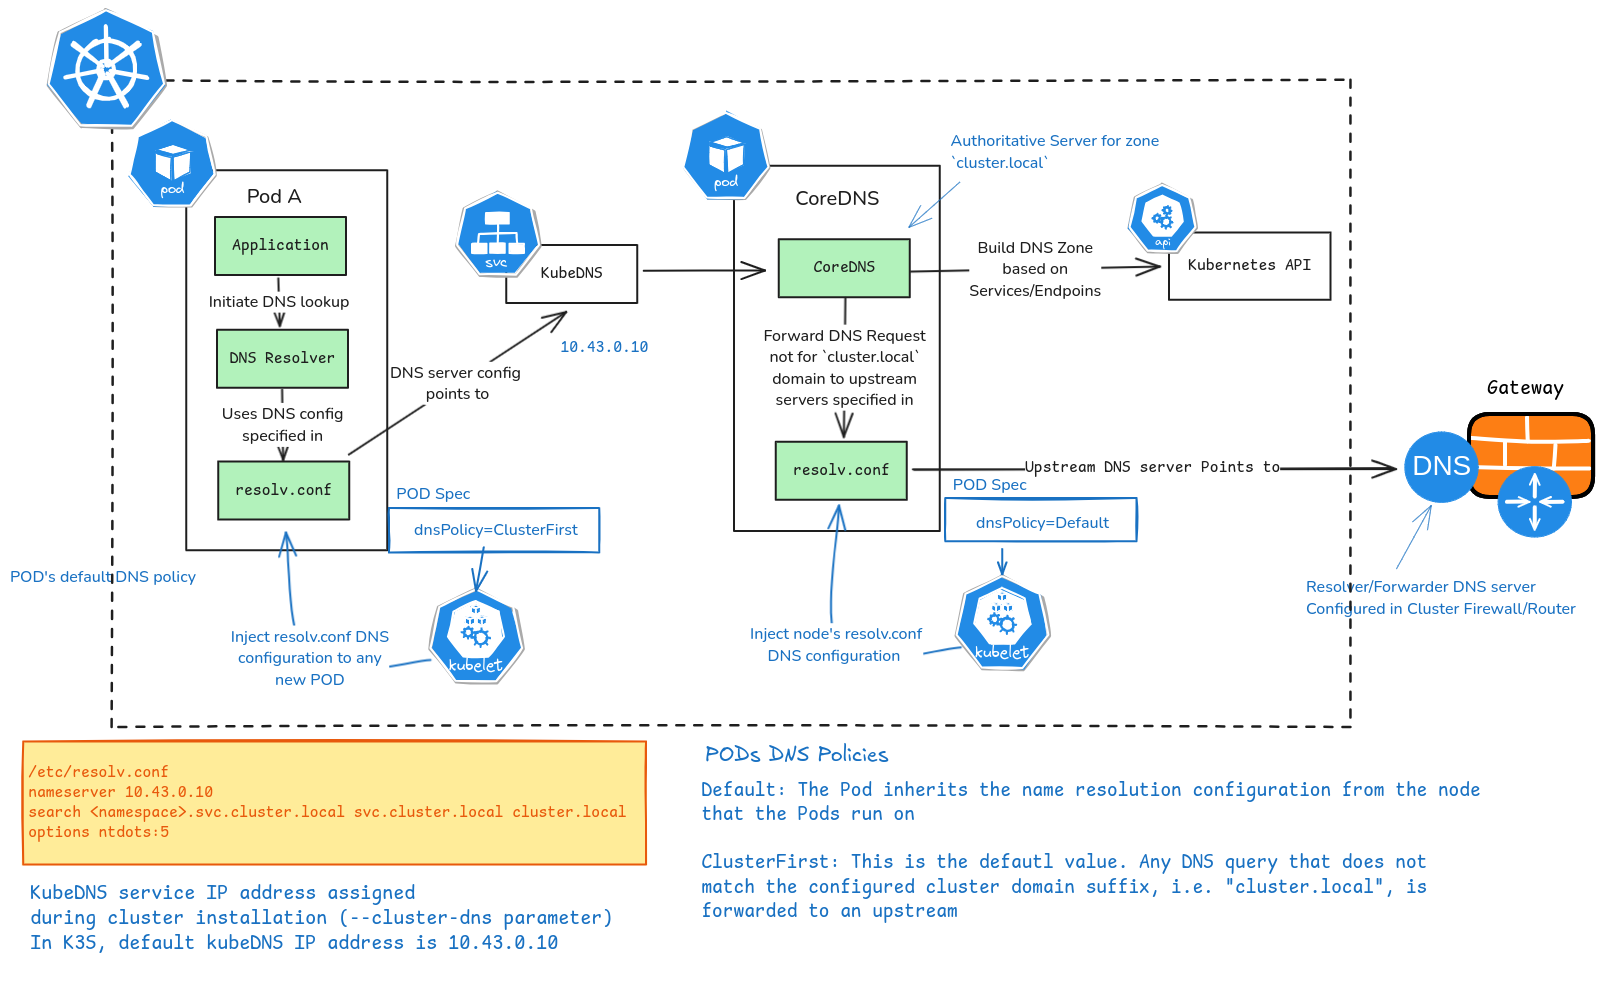 pod
Pod A
Application
Initiate DNS lookup
DNS Resolver
Uses DNS config
specified in
resolv.conf
DNS server config
points to
svc
KubeDNS
10.43.0.10
pod
CoreDNS
CoreDNS
Authoritative Server for zone
`cluster.local`
Build DNS Zone
based on
Services/Endpoins
api
Kubernetes API
Forward DNS Request
not for `cluster.local`
domain to upstream
servers specified in
resolv.conf
Upstream DNS server Points to
Gateway
DNS
Resolver/Forwarder DNS server
Configured in Cluster Firewall/Router
POD Spec
dnsPolicy=ClusterFirst
kubelet
POD's default DNS policy
Inject resolv.conf DNS
configuration to any
new POD
POD Spec
dnsPolicy=Default
kubelet
Inject node's resolv.conf
DNS configuration
/etc/resolv.conf
nameserver 10.43.0.10
search <namespace>.svc.cluster.local svc.cluster.local cluster.local
options ntdots:5
KubeDNS service IP address assigned
during cluster installation (--cluster-dns parameter)
In K3S, default kubeDNS IP address is 10.43.0.10
PODs DNS Policies
Default: The Pod inherits the name resolution configuration from the node
that the Pods run on
ClusterFirst: This is the defautl value. Any DNS query that does not
match the configured cluster domain suffix, i.e. "cluster.local", is
forwarded to an upstream